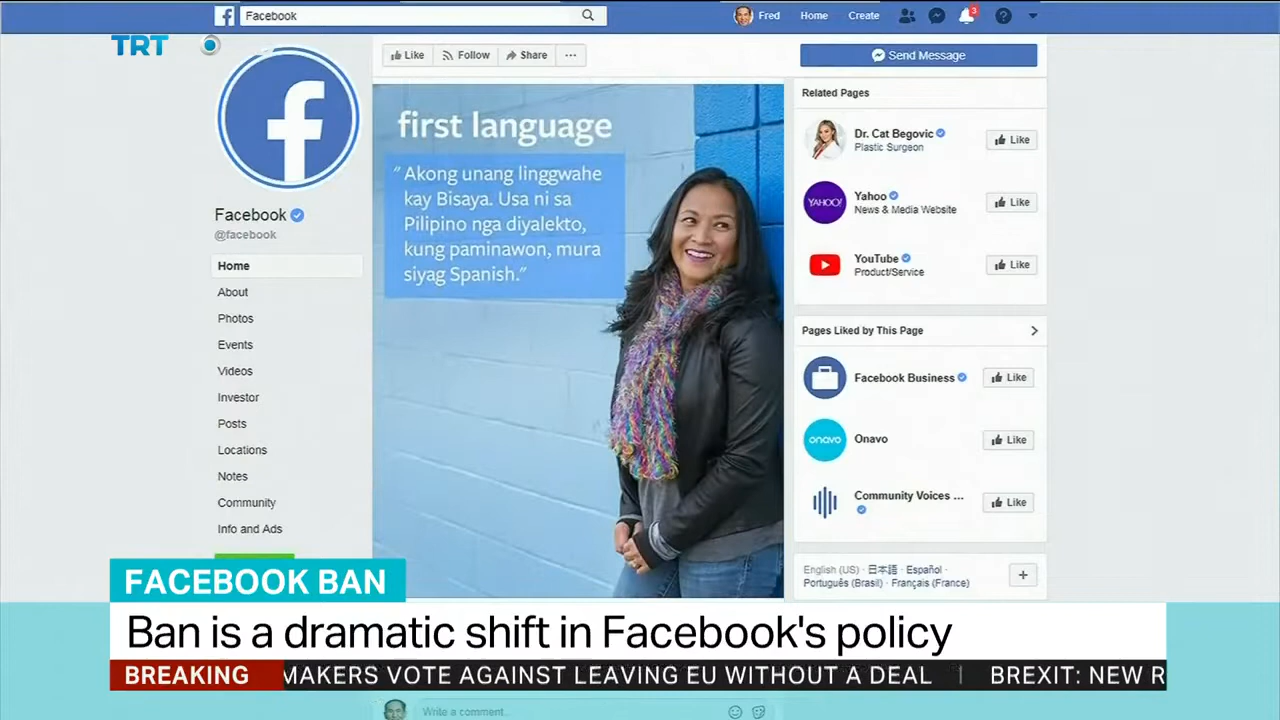 Facebook
Fred
Home
Create
3
TRT
Like
Follow
Share
Send Message
Facebook
@facebook
Home
About
Photos
Events
Videos
Investor
Posts
Locations
Notes
Community
Info and Ads
first language
"Akong unang linggwahe
kay Bisaya. Usa ni sa
Pilipino nga diyalekto,
kung paminawon, mura
siyag Spanish."
Related Pages
Dr. Cat Begovic
Plastic Surgeon
Like
YAHOO!
Yahoo
News & Media Website
Like
YouTube
Product/Service
Like
Pages Liked by This Page
Facebook Business
Like
onavo
Onavo
Like
Community Voices ...
Like
English (US) · 日本語 · Español ·
Português (Brasil) · Français (France)
FACEBOOK BAN
Ban is a dramatic shift in Facebook's policy
BREAKING
MAKERS VOTE AGAINST LEAVING EU WITHOUT A DEAL | BREXIT: NEW R
Write a comment...